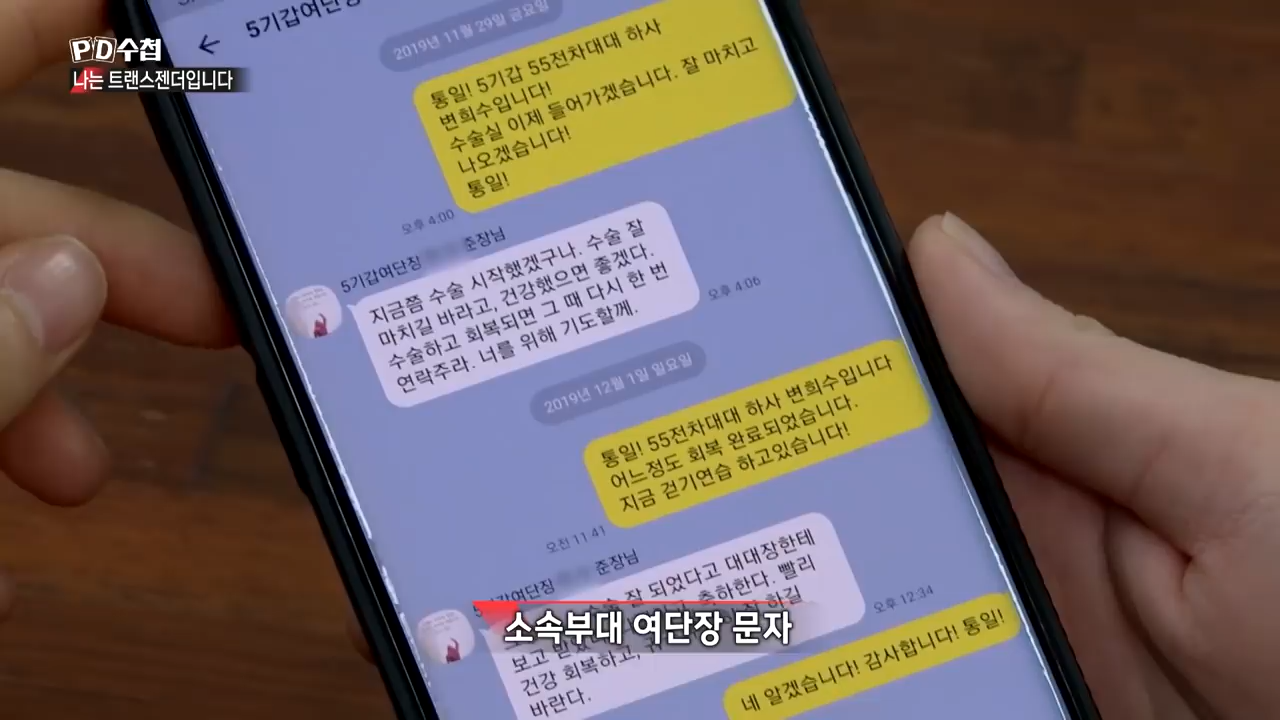 PD수첩
나는 트랜스젠더입니다
5기갑여단장
2019년 11월 29일 금요일
통일! 5기갑 55전차대대 하사
변희수입니다!
수술실 이제 들어가겠습니다. 잘 마치고
나오겠습니다!
통일!
오후 4:00
5기갑여단장 준장님
지금쯤 수술 시작했겠구나. 수술 잘
마치길 바라고, 건강했으면 좋겠다.
수술하고 회복되면 그 때 다시 한 번
연락주라. 너를 위해 기도할께.
오후 4:06
2019년 12월 1일 일요일
통일! 55전차대대 하사 변희수입니다
어느정도 회복 완료되었습니다.
지금 걷기연습 하고있습니다!
오전 11:41
준장님
잘 되었다고 대대장한테
보고 축하한다. 빨리
건강 회복하고, 하길
바란다.
오후 12:34
네 알겠습니다! 감사합니다! 통일!
소속부대 여단장 문자